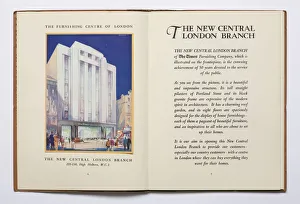 THE FURNISHING CENTRE OF LONDON
THE NEW CENTRAL LONDON BRANCH
High Holborn, W.C.1
THE NEW CENTRAL
LONDON BRANCH
THE NEW CENTRAL LONDON BRANCH
of The Times Furnishing Company, which is
illustrated on the frontispiece, is the crowning
achievement of 30 years devoted to the service
of the public.
As you see from the picture, it is a beautiful
and impressive structure. Its tall straight
pilasters of Portland Stone and its black
granite frame are expressive of the modern
spirit in architecture. It has a charming roof
garden, and its eight floors are spaciously
designed for the display of home furnishings—
each of them a pageant of beautiful furniture,
and an inspiration to all who are about to set
up their homes.
It is our aim in opening this New Central
London Branch to provide our customers—
especially our country customers—with a centre
in London where they can buy everything they
want for their homes.